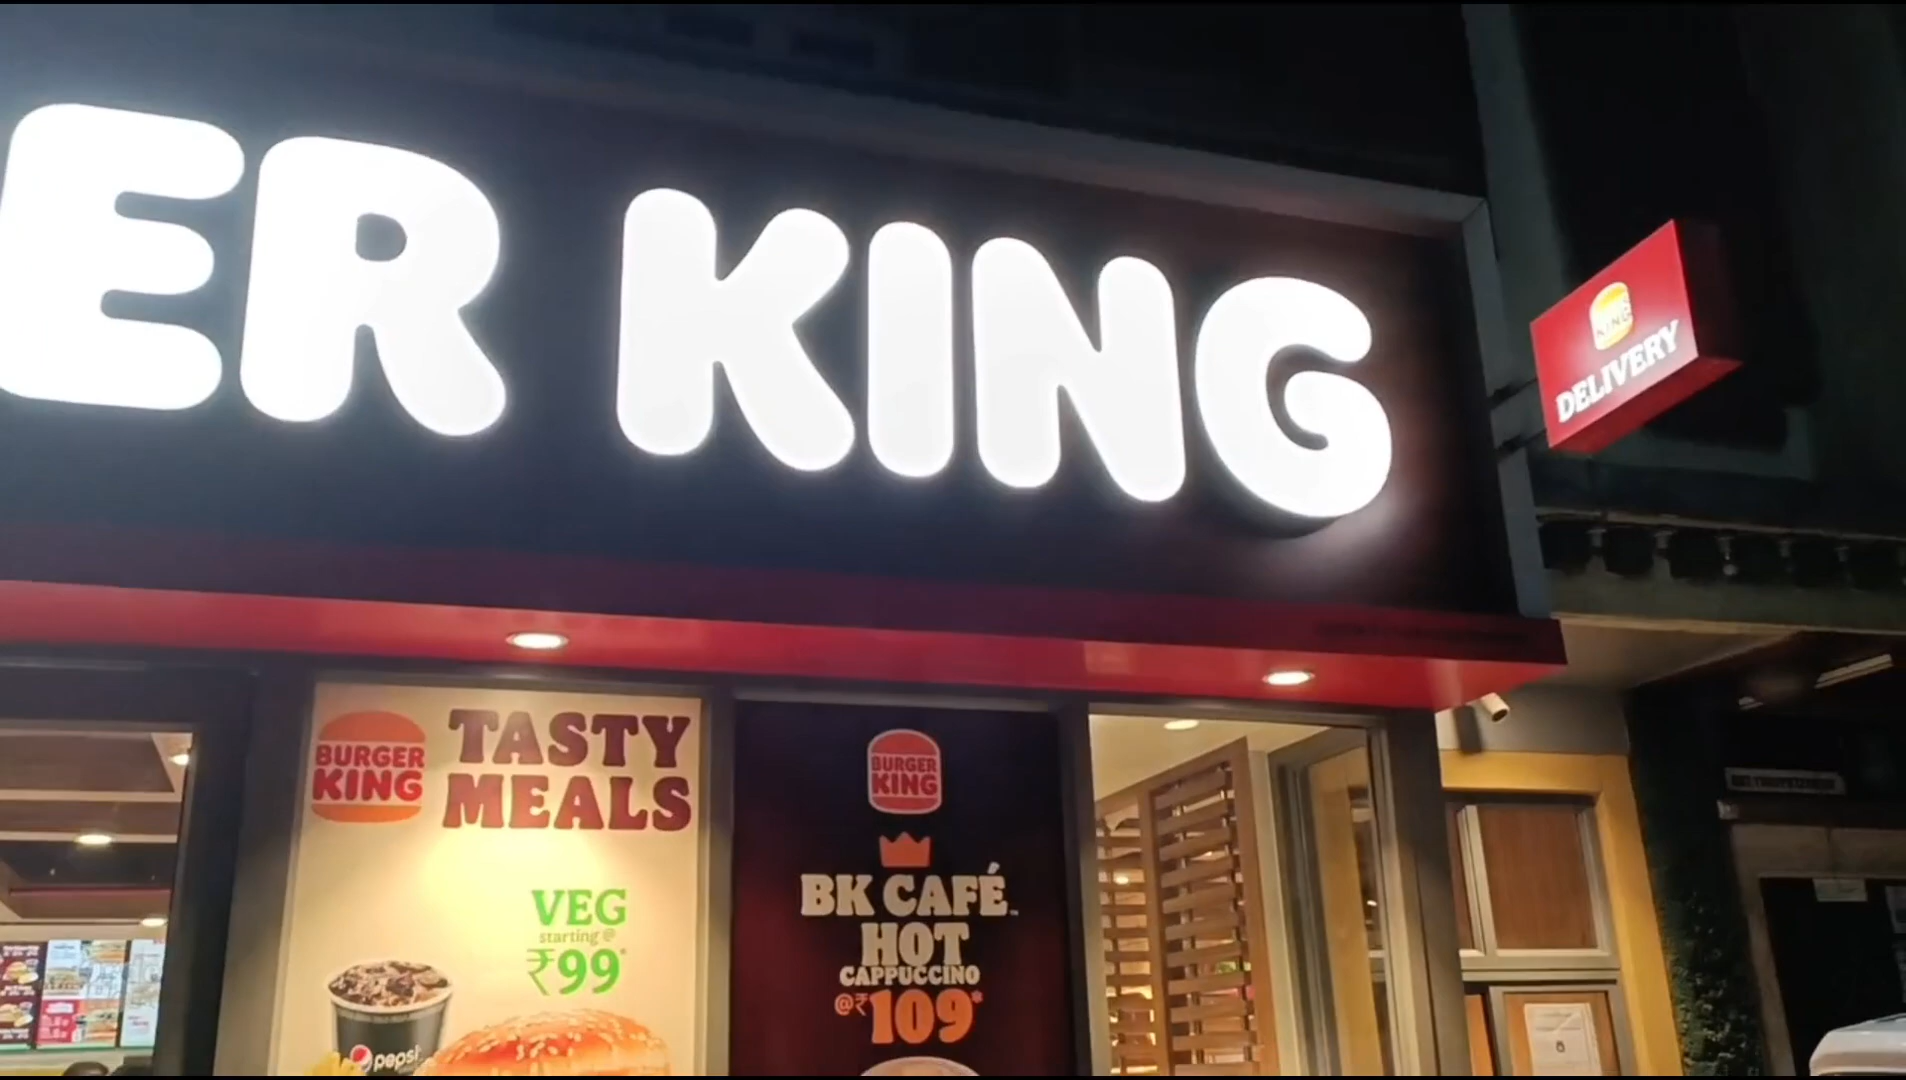 ER KING
KING
DELIVERY
BURGER
KING
TASTY
MEALS
VEG
starting @
₹99*
pepsi
BURGER
KING
BK CAFÉ™
HOT
CAPPUCCINO
@₹109*